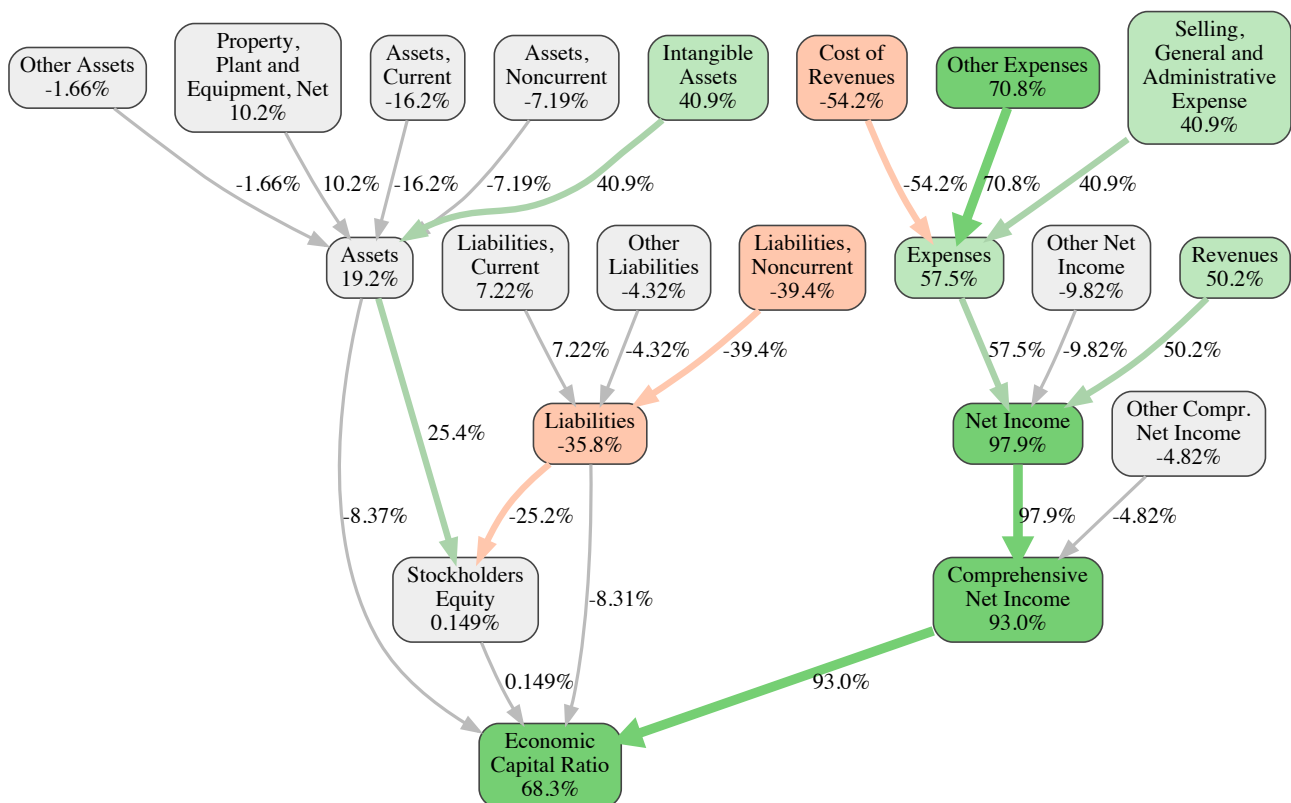 Other Assets
-1.66%
Property,
Plant and
Equipment, Net
10.2%
Assets,
Current
-16.2%
Assets,
Noncurrent
-7.19%
Intangible
Assets
40.9%
Cost of
Revenues
-54.2%
Other Expenses
70.8%
Selling,
General and
Administrative
Expense
40.9%
-1.66%
10.2%
-16.2%
-7.19%
40.9%
-54.2%
70.8%
40.9%
Assets
19.2%
Liabilities,
Current
7.22%
Other
Liabilities
-4.32%
Liabilities,
Noncurrent
-39.4%
Expenses
57.5%
Other Net
Income
-9.82%
Revenues
50.2%
7.22%
-4.32%
-39.4%
57.5%
-9.82%
50.2%
25.4%
Liabilities
-35.8%
Net Income
97.9%
Other Compr.
Net Income
-4.82%
-8.37%
-25.2%
97.9%
-4.82%
Stockholders
Equity
0.149%
-8.31%
Comprehensive
Net Income
93.0%
0.149%
93.0%
Economic
Capital Ratio
68.3%